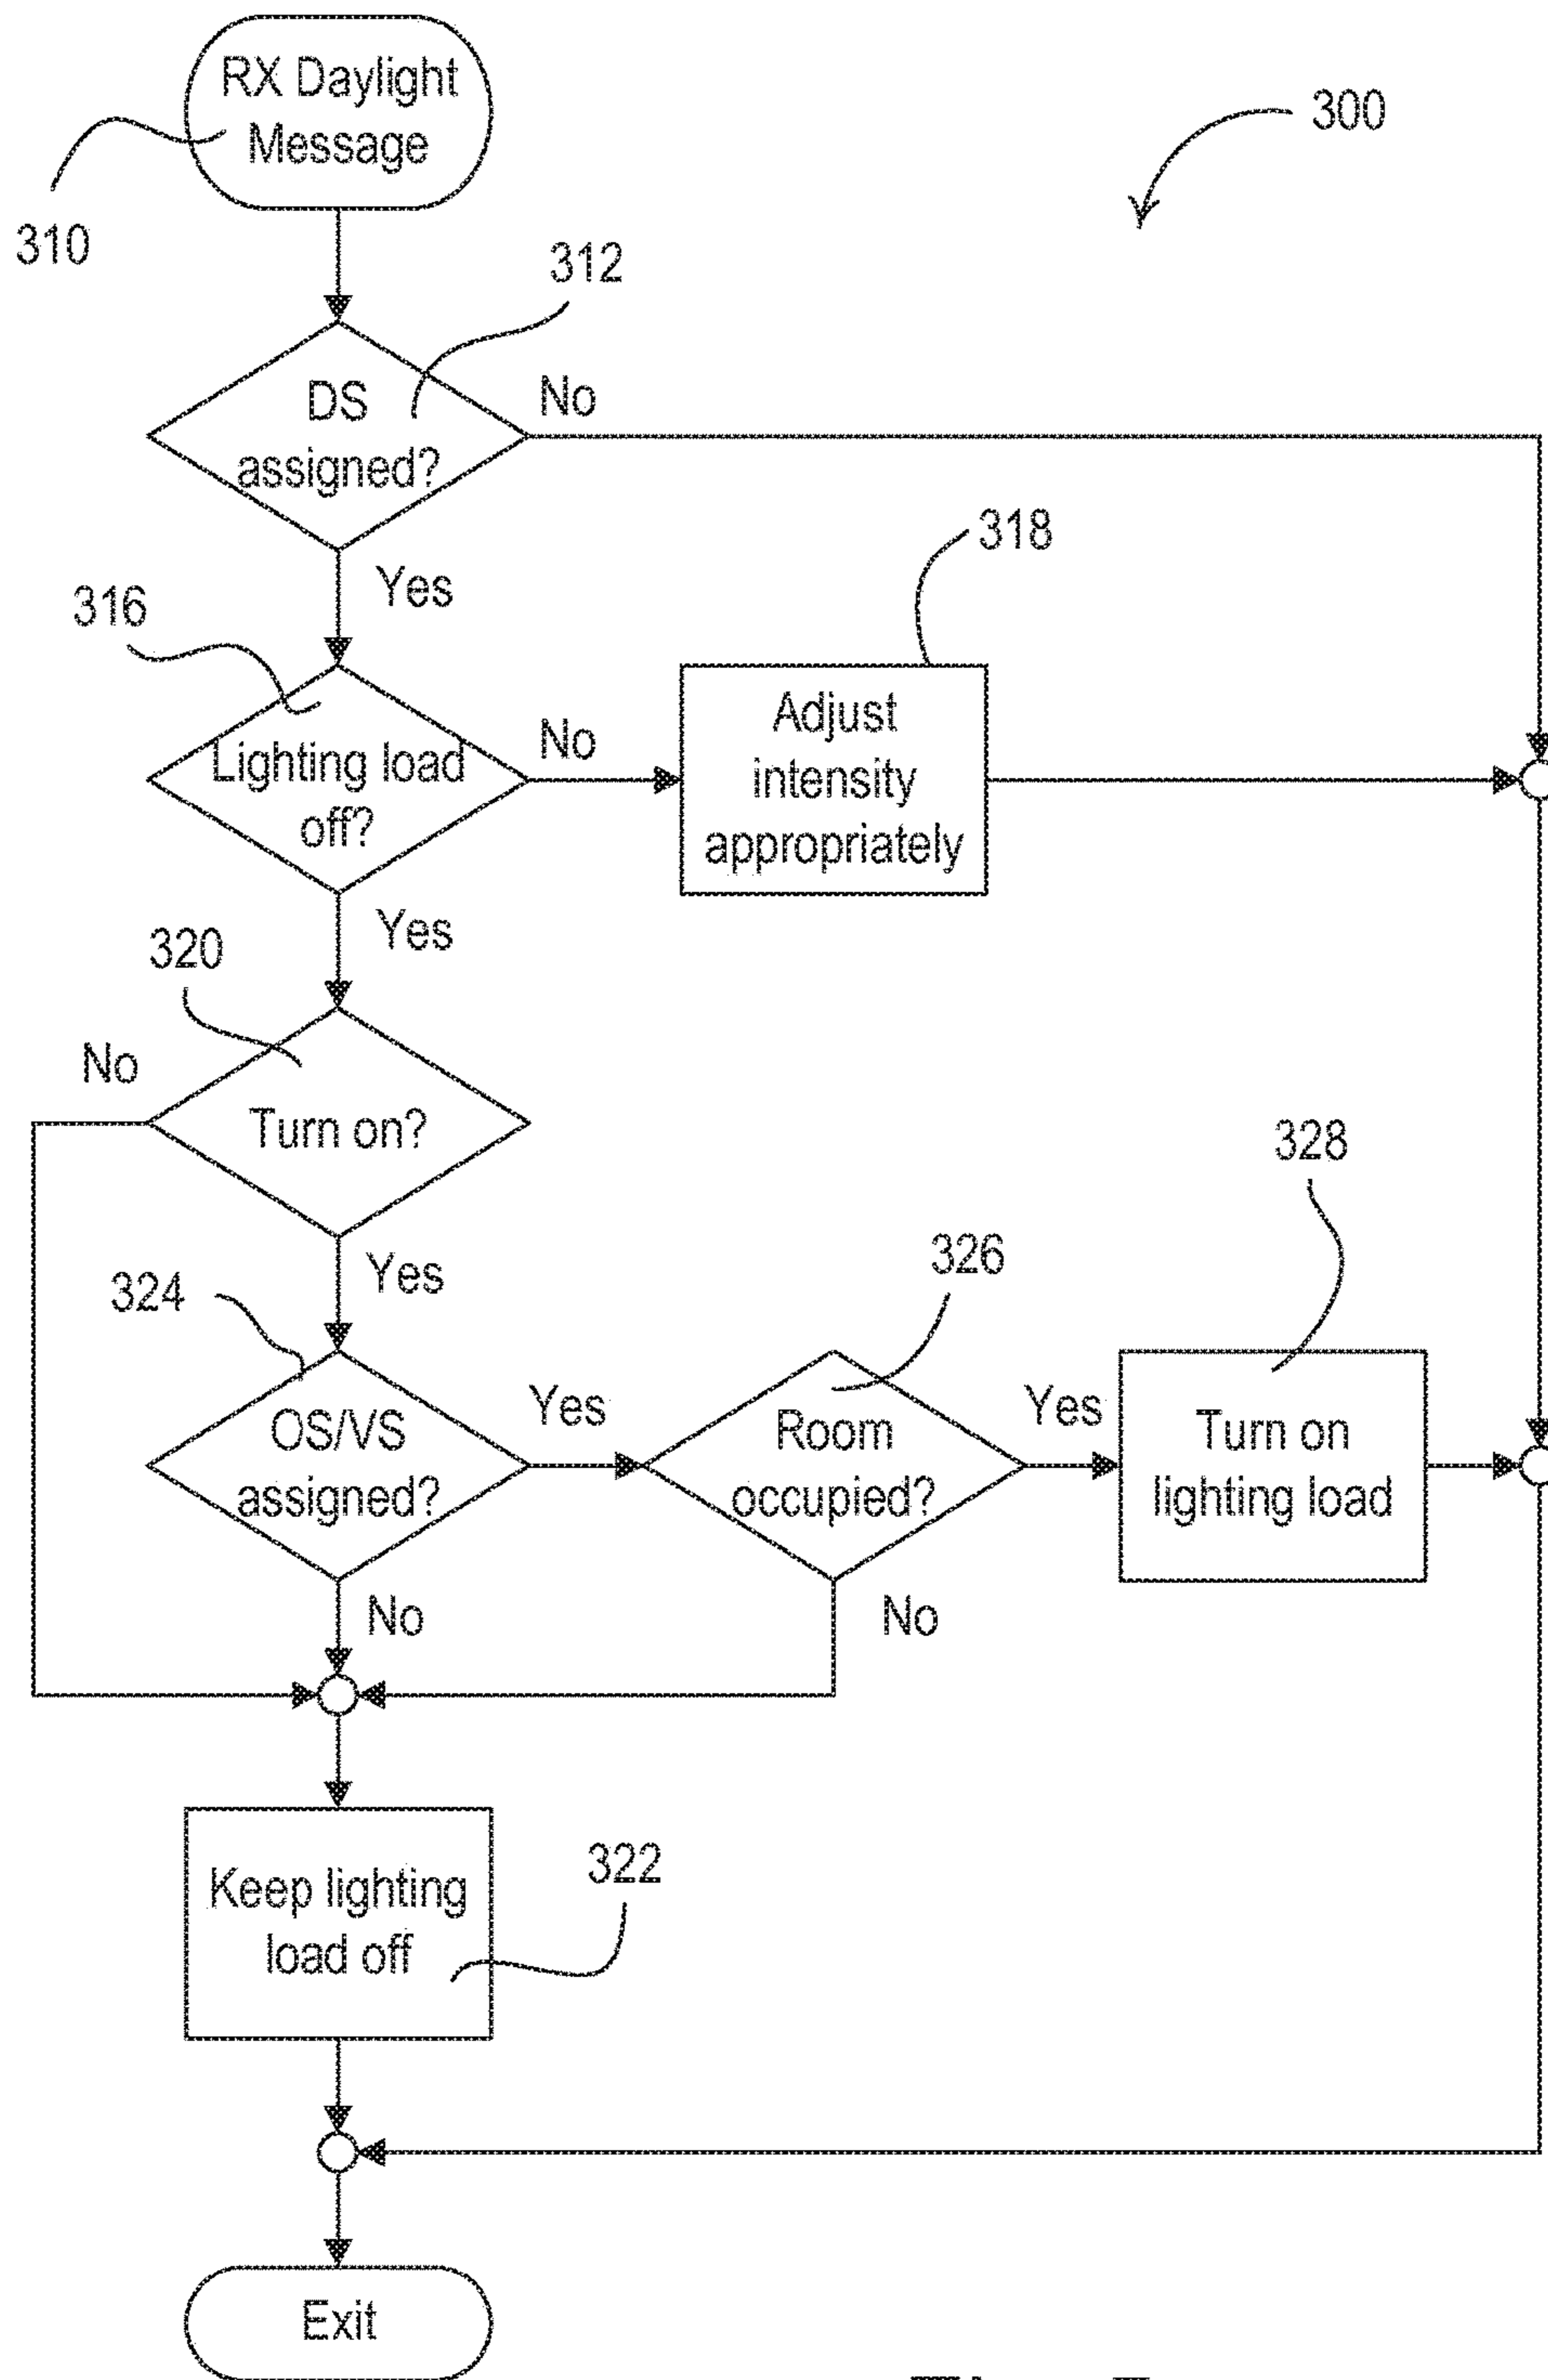 RX Daylight
Message
300
310
312
DS
assigned?
No
Yes
318
316
Lighting load
off?
No
Adjust
intensity
appropriately
Yes
320
No
Turn on?
328
Yes
326
324
OS/VS
assigned?
Yes
Room
occupied?
Yes
Turn on
lighting load
No
No
Keep lighting
load off
322
Exit